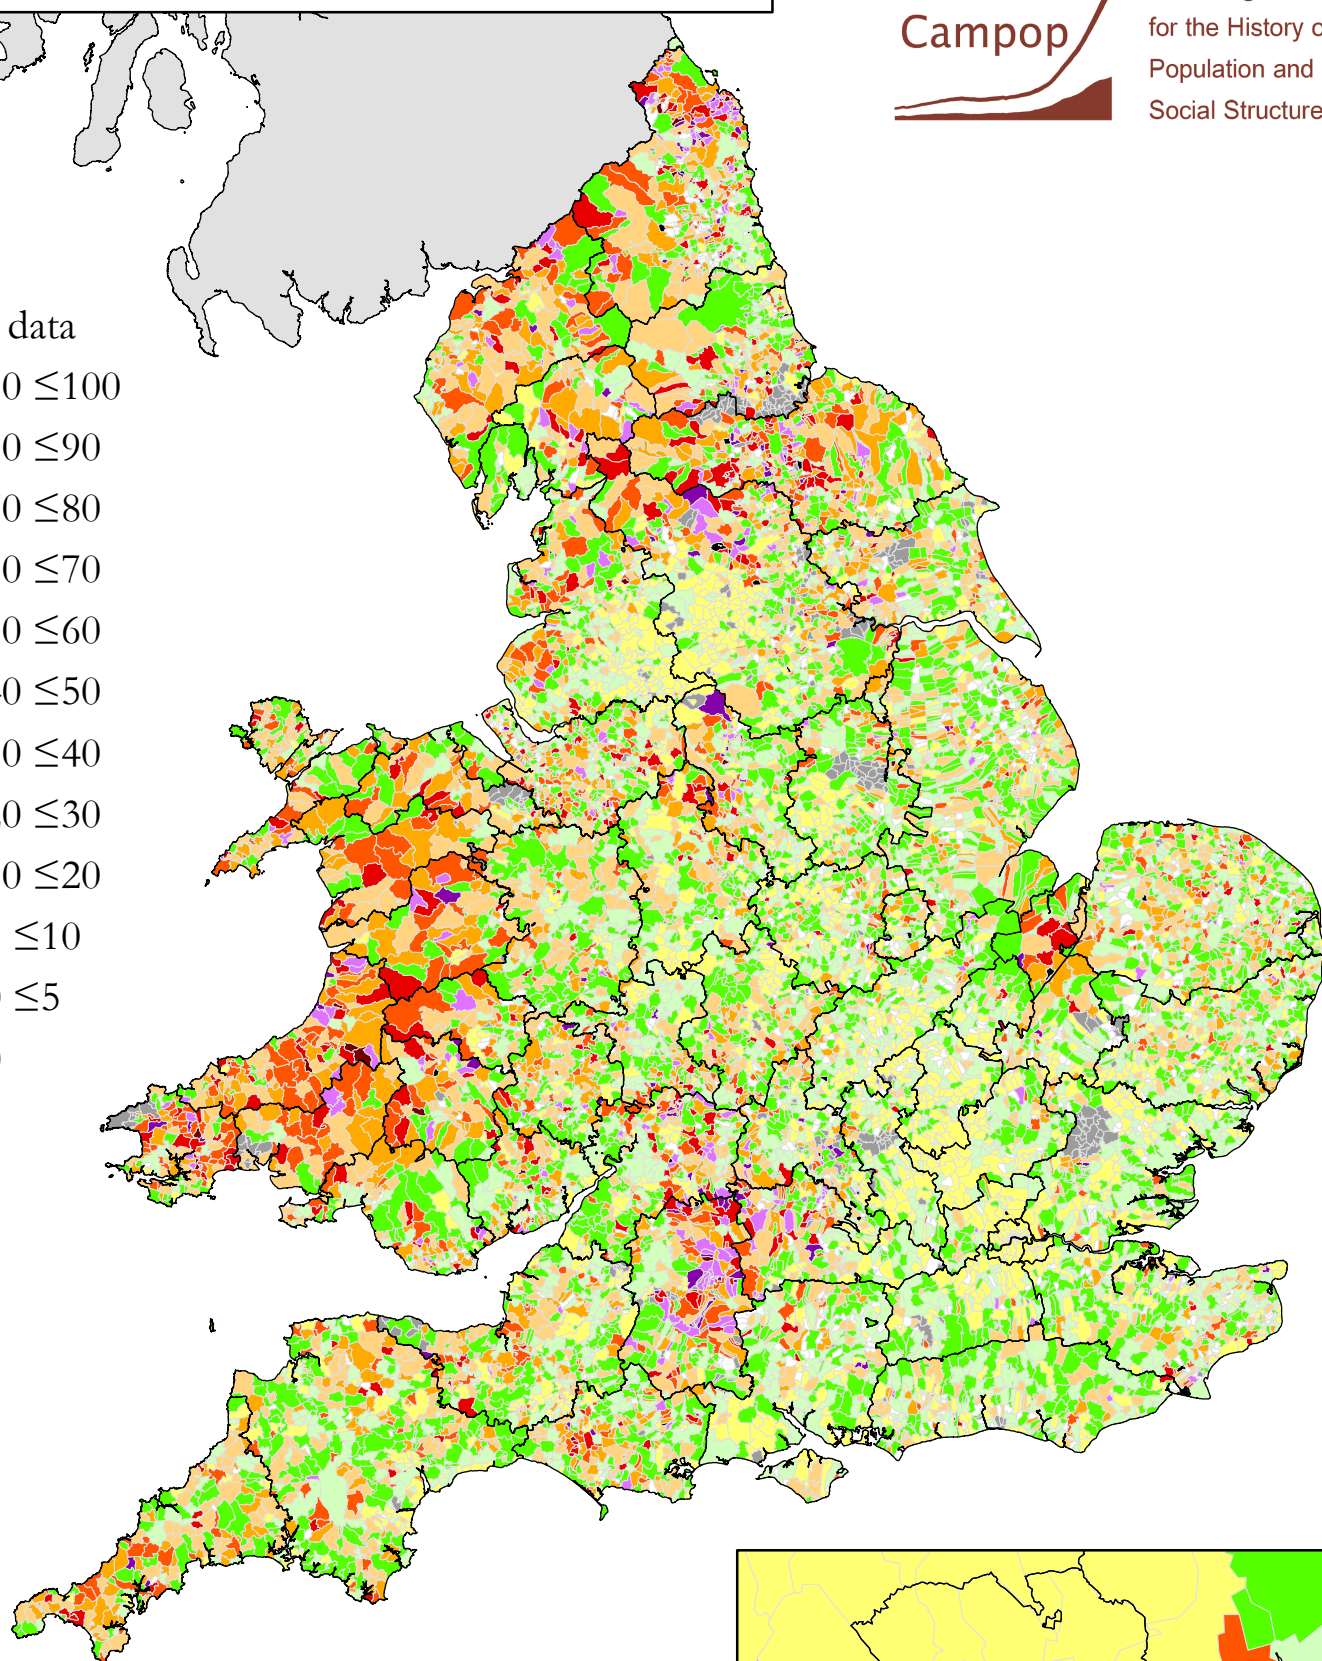 Campop
for the History
Population and
Social Structure
data
0 ≤100
0 ≤90
0 ≤80
0 ≤70
0 ≤60
0 ≤50
0 ≤40
0 ≤30
0 ≤20
≤10
≤5